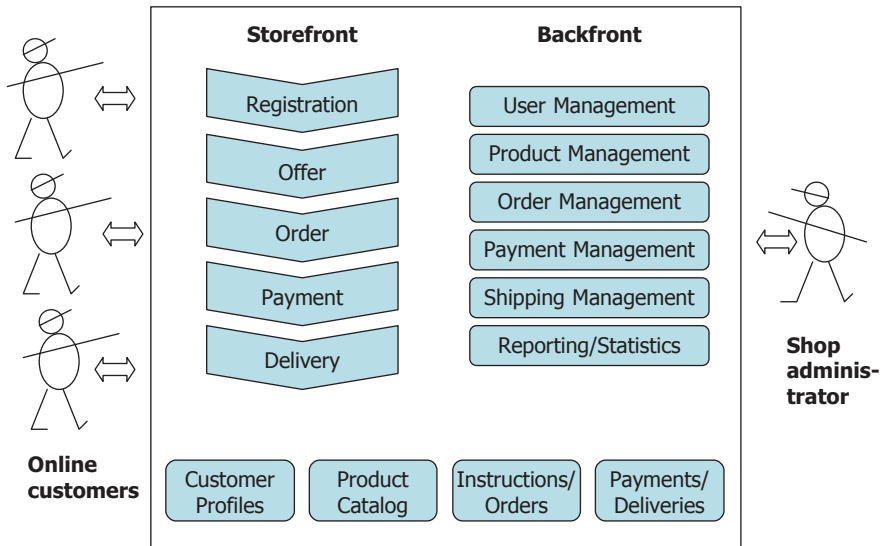 Storefront
Backfront
Registration
Offer
Order
Payment
Delivery
User Management
Product Management
Order Management
Payment Management
Shipping Management
Reporting/Statistics
Online
customers
Shop
adminis-
trator
Customer
Profiles
Product
Catalog
Instructions/
Orders
Payments/
Deliveries